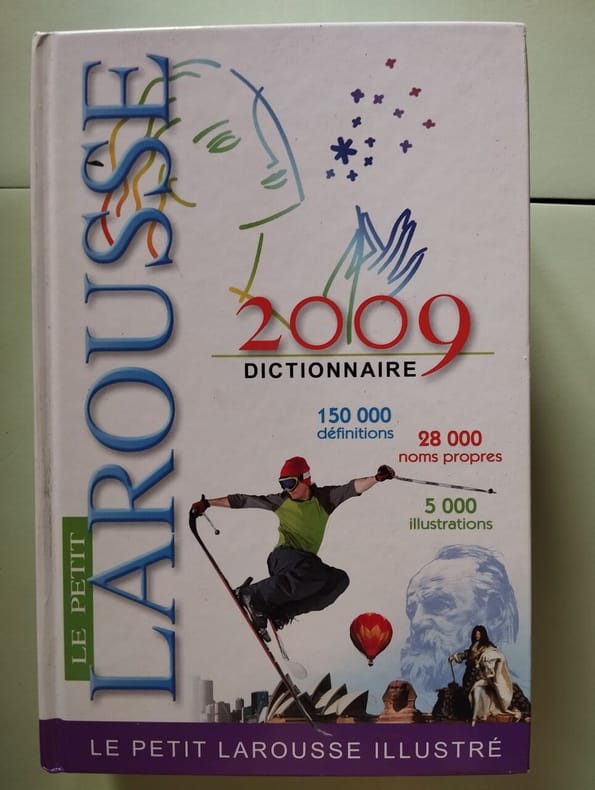 LE PETIT
LAROUSSE
2009
DICTIONNAIRE
150 000
définitions
28 000
noms propres
5 000
illustrations
LE PETIT LAROUSSE ILLUSTRÉ